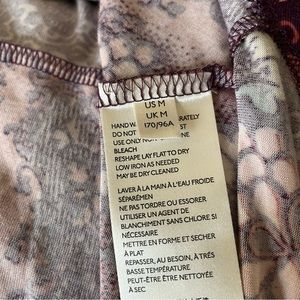 US M
UK M
170/96A
HAND W RATELY
DO NOT ST
USE ONLY NON
BLEACH
RESHAPE LAY FLAT TO DRY
LOW IRON AS NEEDED
MAY BE DRY CLEANED
LAVER À LA MAIN À L'EAU FROIDE
SÉPARÉMEN
NE PAS TORDRE OU ESSORER
UTILISER UN AGENT DE
BLANCHIMENT SANS CHLORE SI
NÉCESSAIRE
METTRE EN FORME ET SECHER
À PLAT
REPASSER, AU BESOIN, À TRÈS
BASSE TEMPÉRATURE
PEUT-ÊTRE ÊTRE NETTOYÉE
À SEC